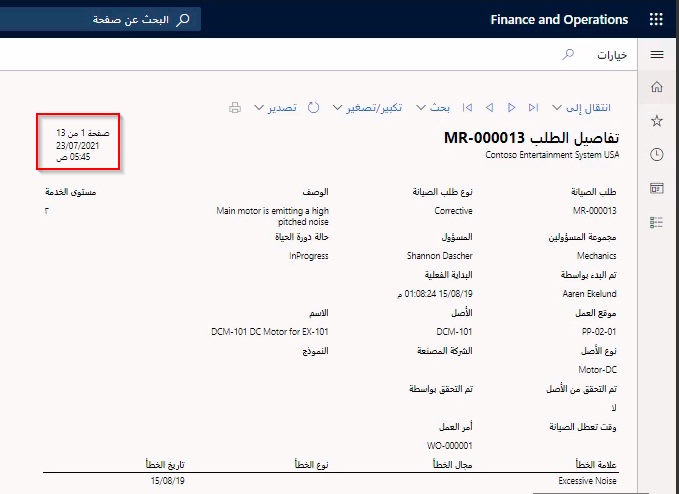 Finance and Operations
البحث عن صفحة
خيارات
انتقال إلى
بحث
تكبير/تصغير
تصدير
صفحة 1 من 13
23/07/2021
05:45 ص
تفاصيل الطلب MR-000013
Contoso Entertainment System USA
طلب الصيانة نوع طلب الصيانة الوصف مستوى الخدمة
MR-000013 Corrective Main motor is emitting a high ٢
pitched noise
مجموعة المسؤولين المسؤول حالة دورة الحياة
Mechanics Shannon Dascher InProgress
تم البدء بواسطة البداية الفعلية
Aaren Ekelund 15/08/19 01:08:24 م
موقع العمل الأصل الاسم
PP-02-01 DCM-101 DCM-101 DC Motor for EX-101
نوع الأصل الشركة المصنعة النموذج
Motor-DC
تم التحقق من الأصل تم التحقق بواسطة
لا
وقت تعطل الصيانة أمر العمل
WO-000001
علامة الخطأ مجال الخطأ نوع الخطأ تاريخ الخطأ
Excessive Noise 15/08/19